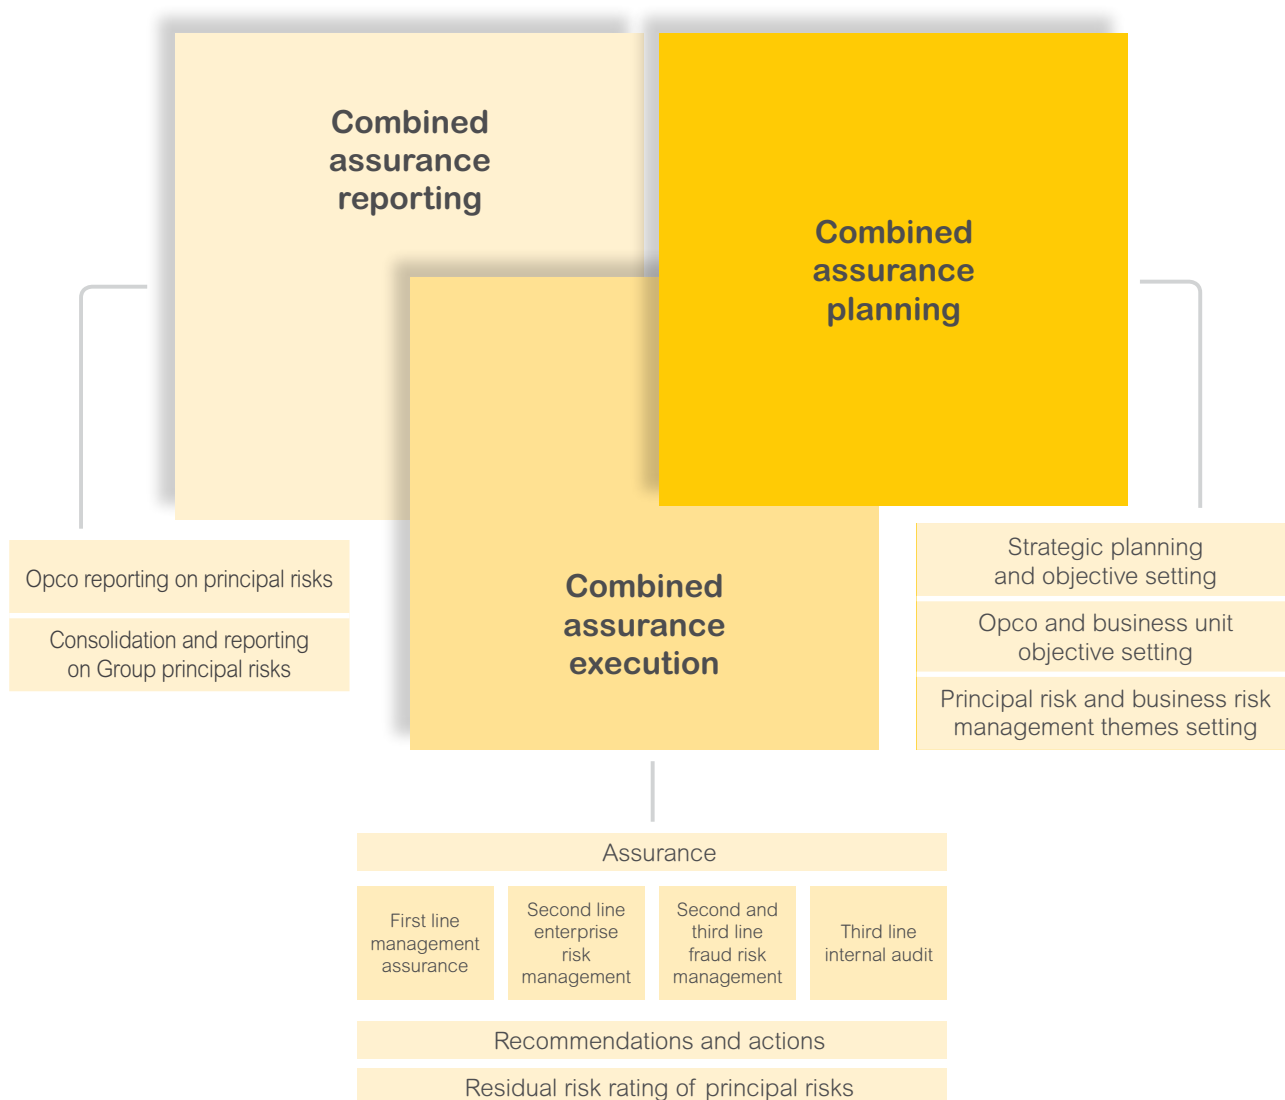 Combined
assurance
reporting
Combined
assurance
planning
Combined
assurance
execution
Opco reporting on principal risks
Consolidation and reporting
on Group principal risks
Strategic planning
and objective setting
Opco and business unit
objective setting
Principal risk and business risk
management themes setting
Assurance
First line
management
assurance
Second line
enterprise
risk
management
Second and
third line
fraud risk
management
Third line
internal audit
Recommendations and actions
Residual risk rating of principal risks